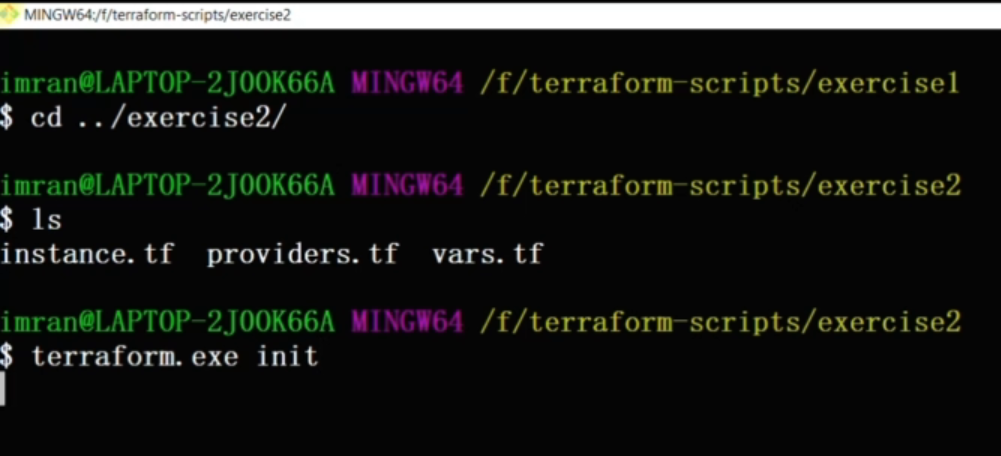 MINGW64:/f/terraform-scripts/exercise2
imran@LAPTOP-2JOOK66A MINGW64 /f/terraform-scripts/exercise1
$ cd ../exercise2/
imran@LAPTOP-2JOOK66A MINGW64 /f/terraform-scripts/exercise2
$ ls
instance.tf  providers.tf  vars.tf
imran@LAPTOP-2JOOK66A MINGW64 /f/terraform-scripts/exercise2
$ terraform.exe init